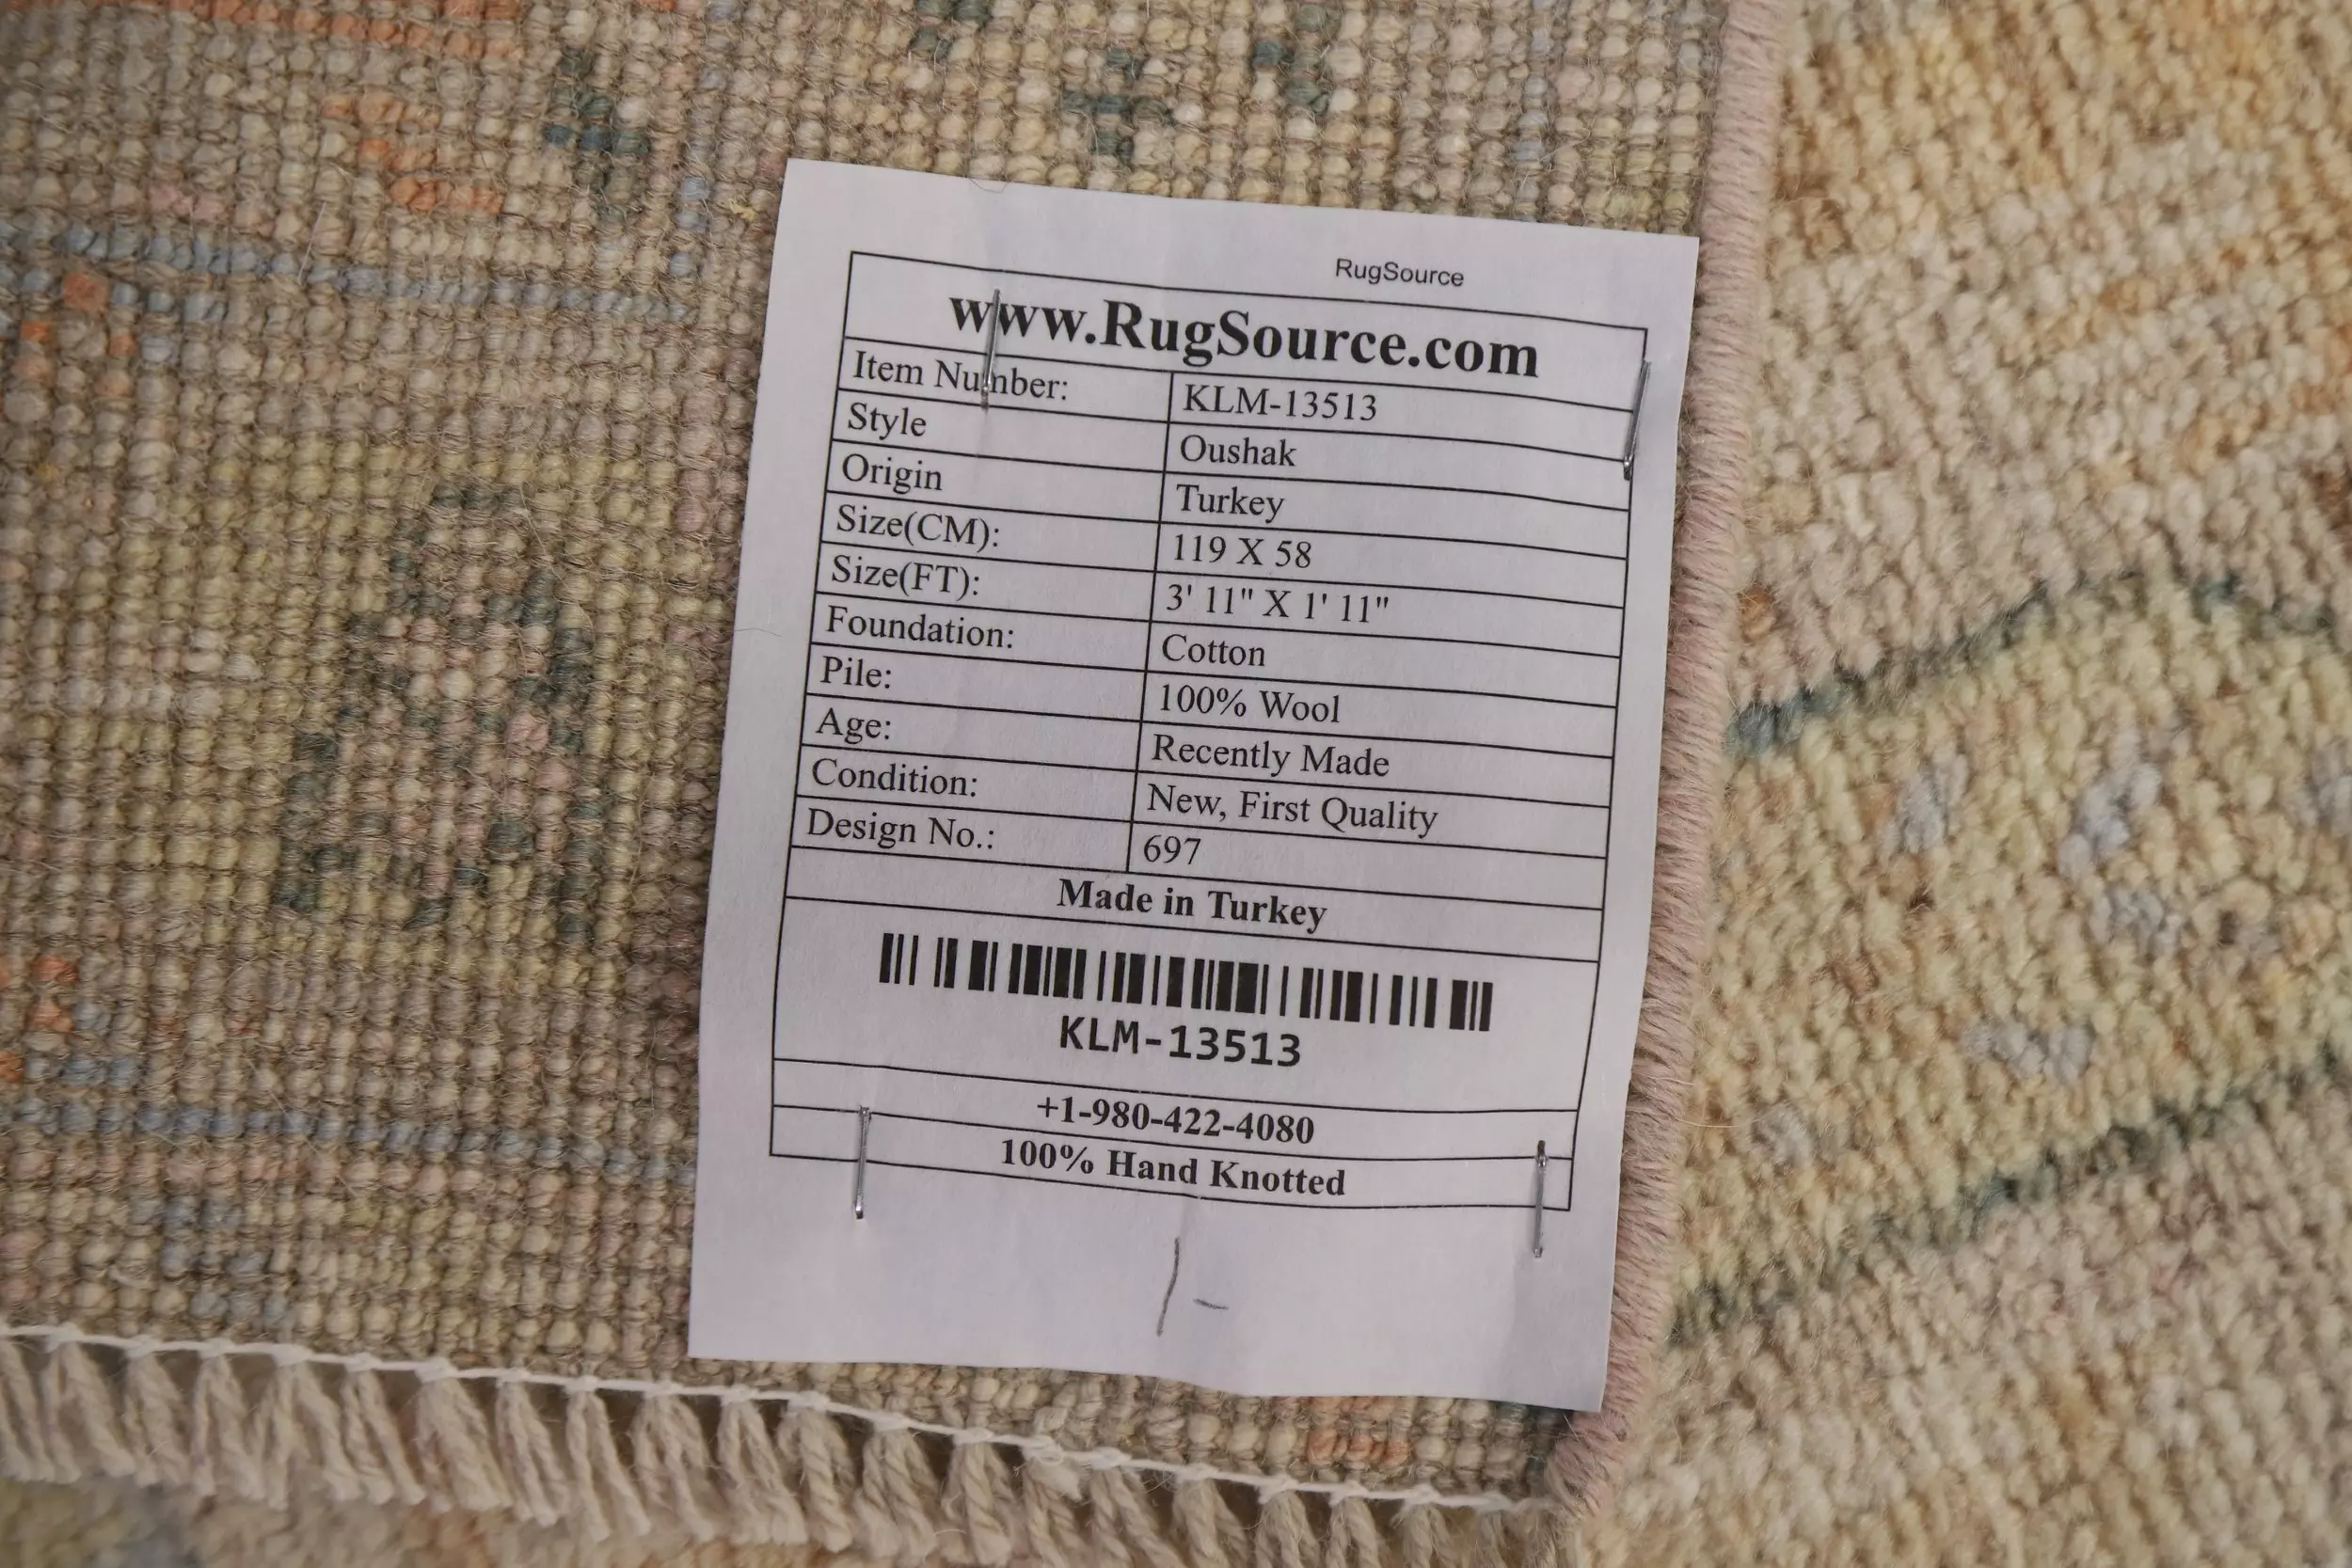 RugSource
www.RugSource.com
Item Number: KLM-13513
Style Oushak
Origin Turkey
Size(CM): 119 X 58
Size(FT): 3' 11" X 1' 11"
Foundation: Cotton
Pile: 100% Wool
Age: Recently Made
Condition: New, First Quality
Design No.: 697
Made in Turkey
KLM-13513
+1-980-422-4080
100% Hand Knotted
1-